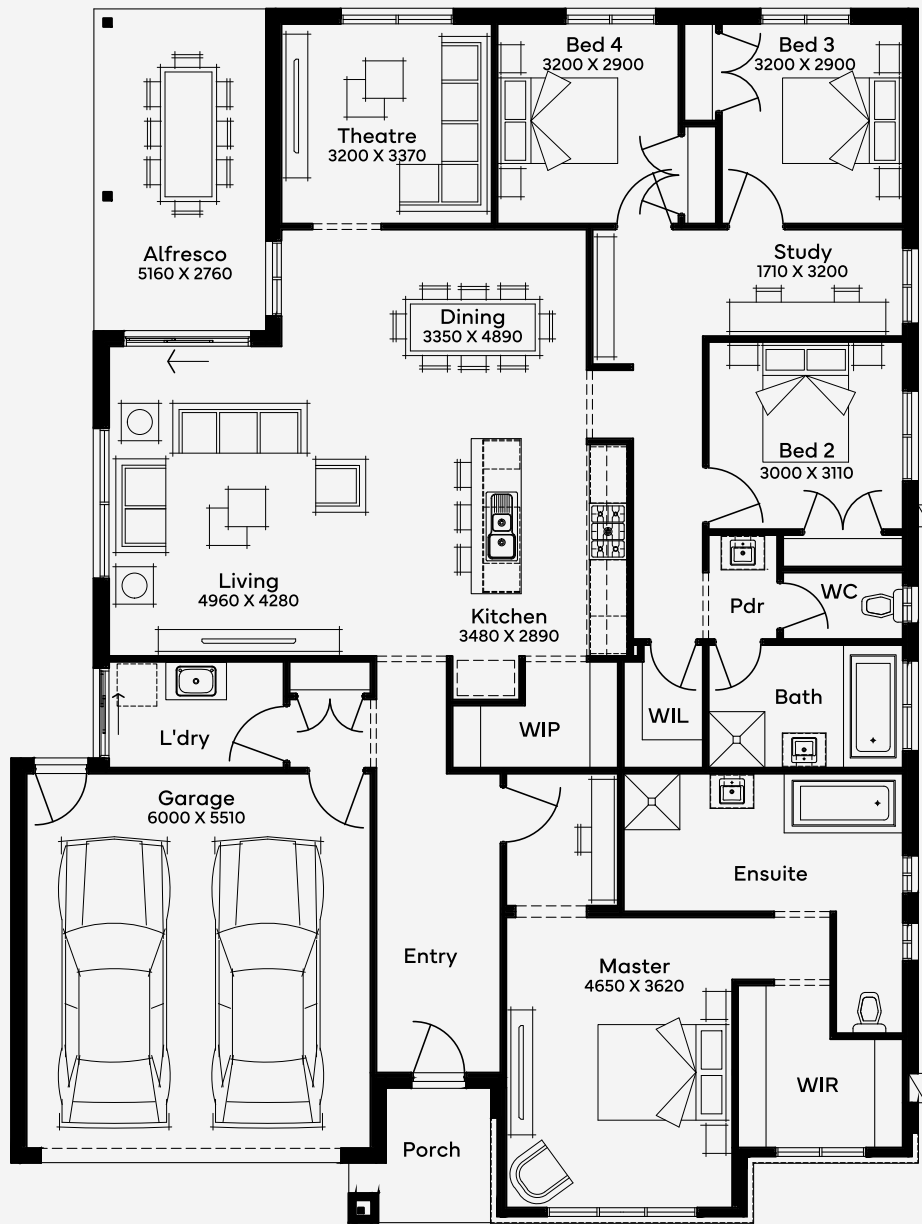 Bed 4
3200 X 2900
Bed 3
3200 X 2900
Theatre
3200 X 3370
Alfresco
5160 X 2760
Study
1710 X 3200
Dining
3350 X 4890
Bed 2
3000 X 3110
Living
4960 X 4280
Kitchen
3480 X 2890
Pdr
WC
L'dry
WIP
WIL
Bath
Garage
6000 X 5510
Ensuite
Entry
Master
4650 X 3620
WIR
Porch